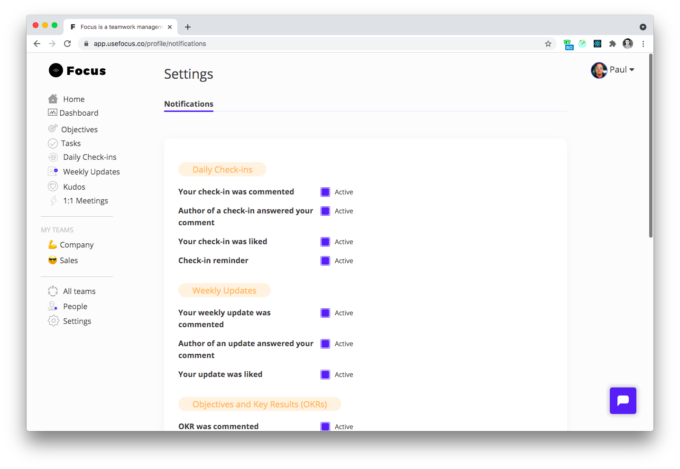 Focus is a teamwork manage
app.usefocus.co/profile/notifications
Focus
Home
Dashboard
Objectives
Tasks
Daily Check-ins
Weekly Updates
Kudos
1:1 Meetings
MY TEAMS
Company
Sales
All teams
People
Settings
Settings
Paul
Notifications
Daily Check-ins
Your check-in was commented Active
Author of a check-in answered your Active
comment
Your check-in was liked Active
Check-in reminder Active
Weekly Updates
Your weekly update was Active
commented
Author of an update answered your Active
comment
Your update was liked Active
Objectives and Key Results (OKRs)
OKR was commented Active